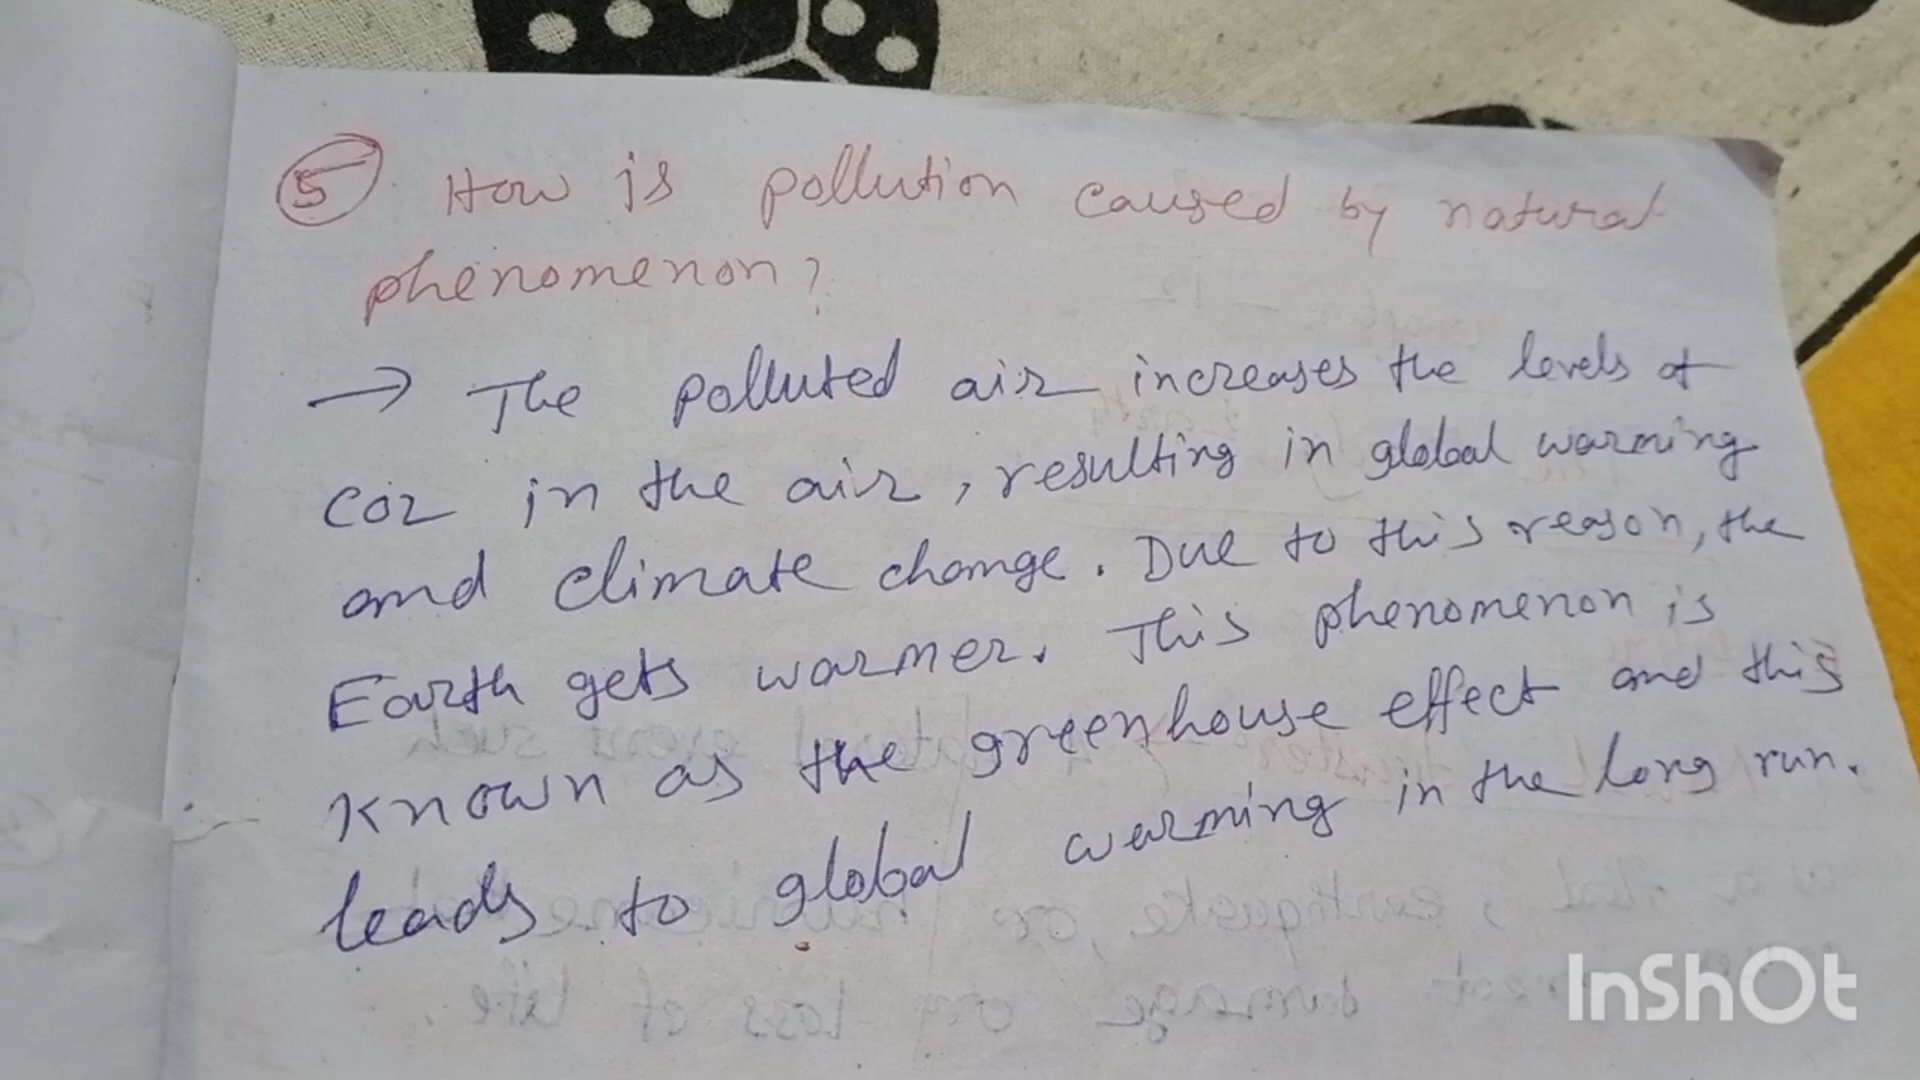 5 How is pollution caused by natural
phenomenon?
→ The polluted air increases the levels of
CO2 in the air, resulting in global warming
and climate change. Due to this reason, the
Earth gets warmer. This phenomenon is
known as the greenhouse effect and this
leads to global warming in the long run.
InShOt